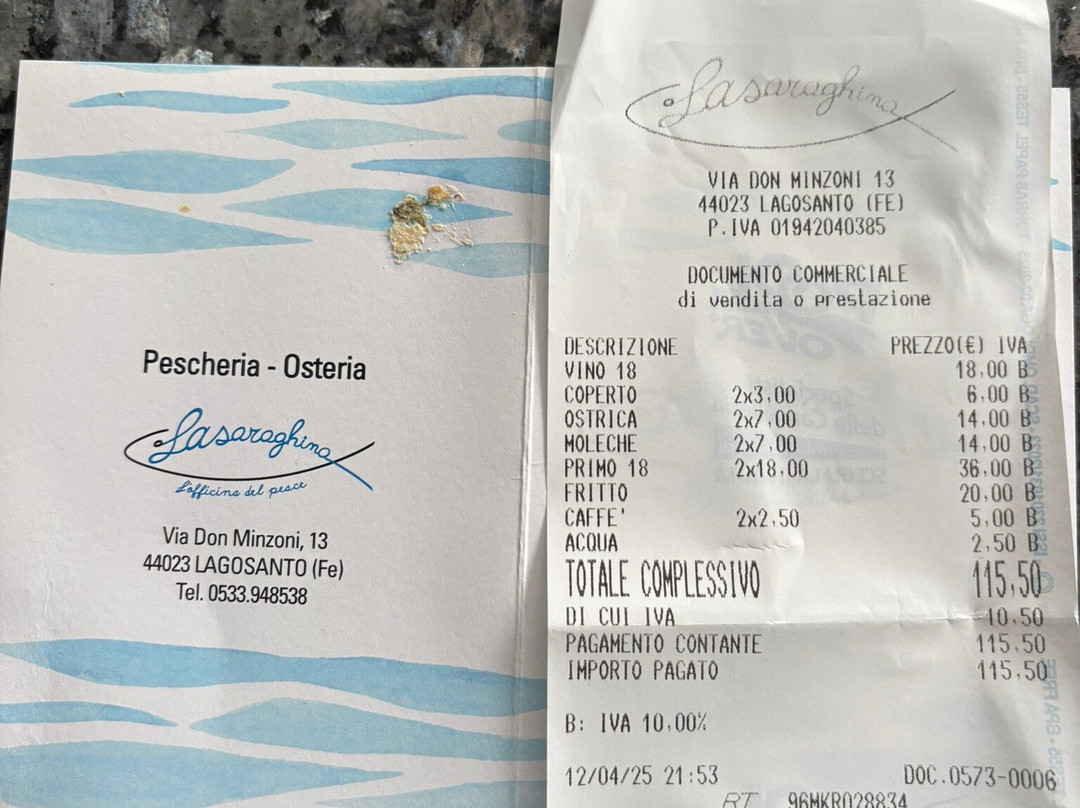 Pescheria - Osteria
Lasaraghina
L'officina del pesce
Via Don Minzoni, 13
44023 LAGOSANTO (Fe)
Tel. 0533.948538
Lasaraghina
VIA DON MINZONI 13
44023 LAGOSANTO (FE)
P.IVA 01942040385
DOCUMENTO COMMERCIALE
di vendita o prestazione
DESCRIZIONE PREZZO(€) IVA
VINO 18 18,00 B
COPERTO 2x3,00 6,00 B
OSTRICA 2x7,00 14,00 B
MOLECHE 2x7,00 14,00 B
PRIMO 18 2x18,00 36,00 B
FRITTO 20,00 B
CAFFE' 2x2,50 5,00 B
ACQUA 2,50 B
TOTALE COMPLESSIVO 115,50
DI CUI IVA 10,50
PAGAMENTO CONTANTE 115,50
IMPORTO PAGATO 115,50
B: IVA 10,00%
12/04/25 21:53 DOC.0573-0006
RT 96MKR028834